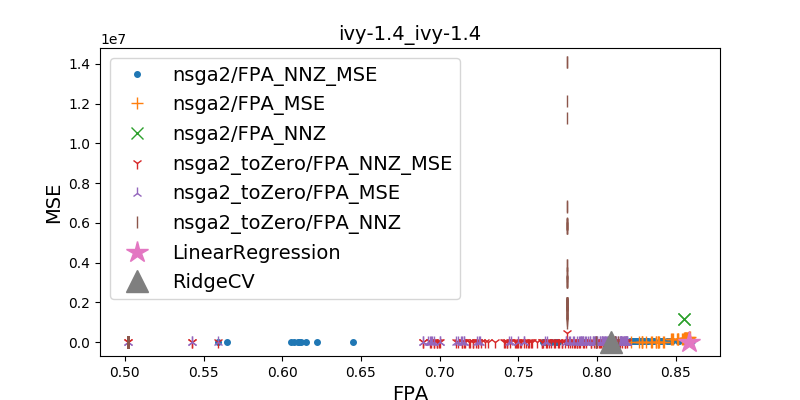 ivy-1.4_ivy-1.4
1e7
1.4
1.2
1.0
0.8
0.6
0.4
0.2
0.0
MSE
nsga2/FPA_NNZ_MSE
nsga2/FPA_MSE
nsga2/FPA_NNZ
nsga2_toZero/FPA_NNZ_MSE
nsga2_toZero/FPA_MSE
nsga2_toZero/FPA_NNZ
LinearRegression
RidgeCV
0.50 0.55 0.60 0.65 0.70 0.75 0.80 0.85
FPA